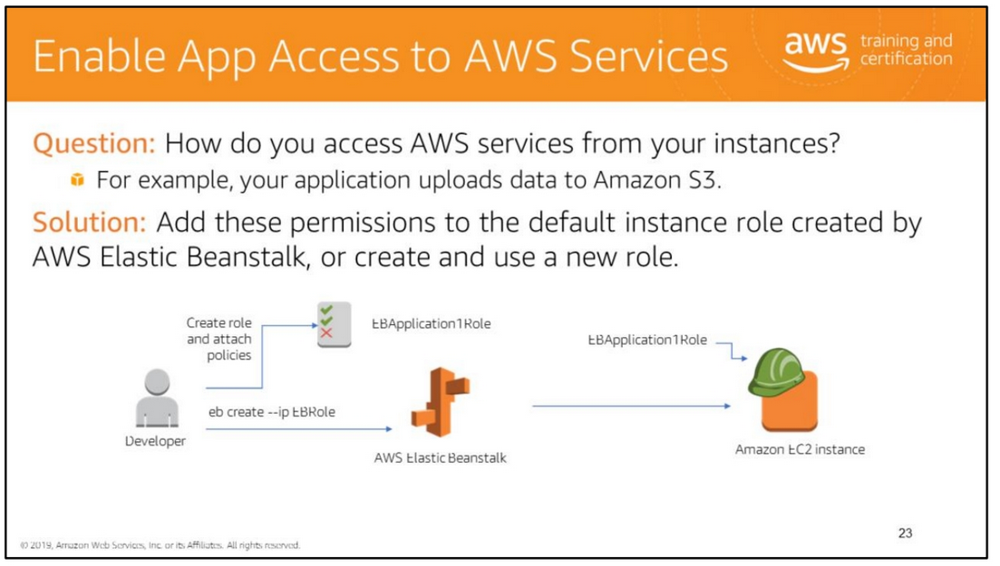 Enable App Access to AWS Services
aws training and
certification
Question: How do you access AWS services from your instances?
For example, your application uploads data to Amazon S3.
Solution: Add these permissions to the default instance role created by
AWS Elastic Beanstalk, or create and use a new role.
Create role
and attach
policies
EBApplication1Role
EBApplication1Role
eb create --ip EBRole
Developer
AWS Elastic Beanstalk
Amazon EC2 instance
23
© 2019, Amazon Web Services, Inc. or its Affiliates. All rights reserved.